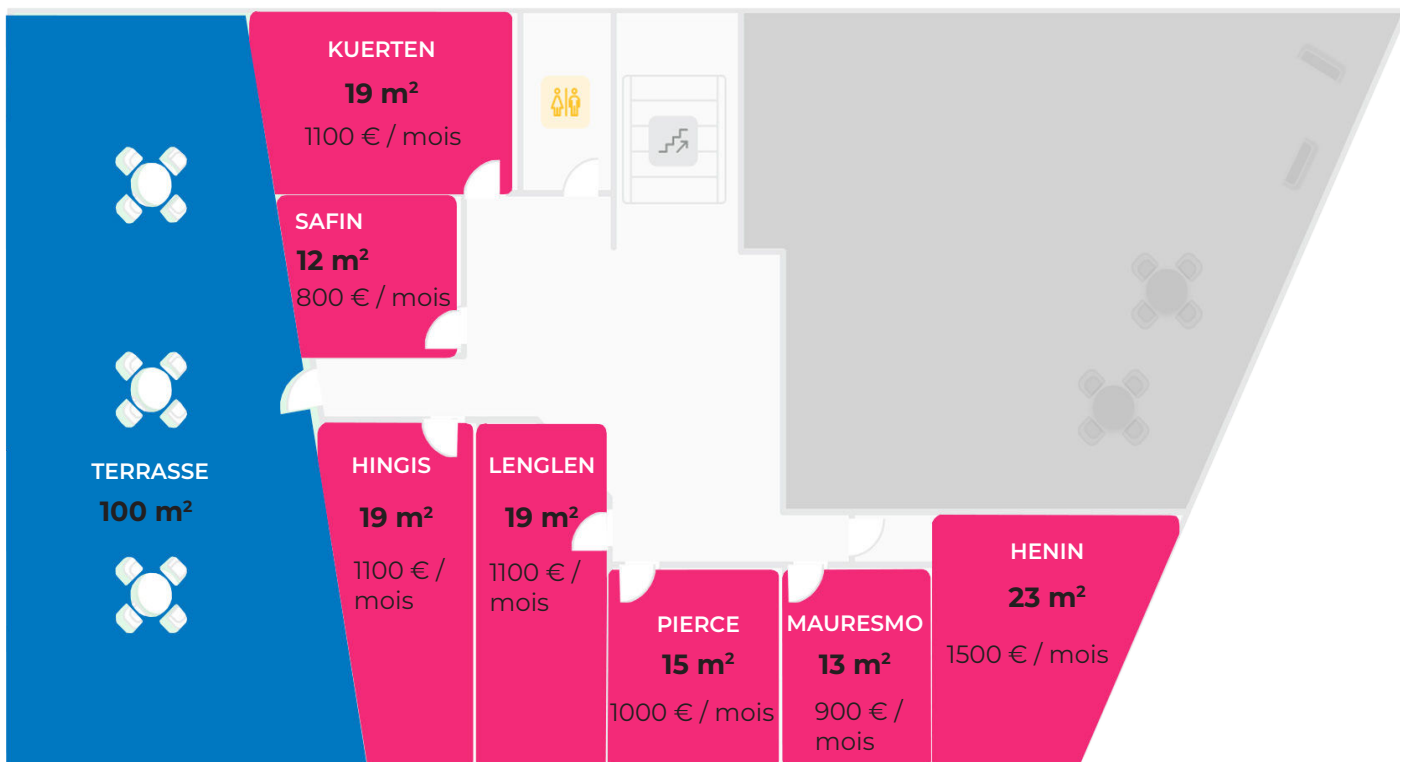 KUERTEN
19 m²
1100 € / mois
SAFIN
12 m²
800 € / mois
TERRASSE
100 m²
HINGIS
19 m²
1100 € /
mois
LENGLEN
19 m²
1100 € /
mois
PIERCE
15 m²
1000 € / mois
MAURESMO
13 m²
900 € /
mois
HENIN
23 m²
1500 € / mois